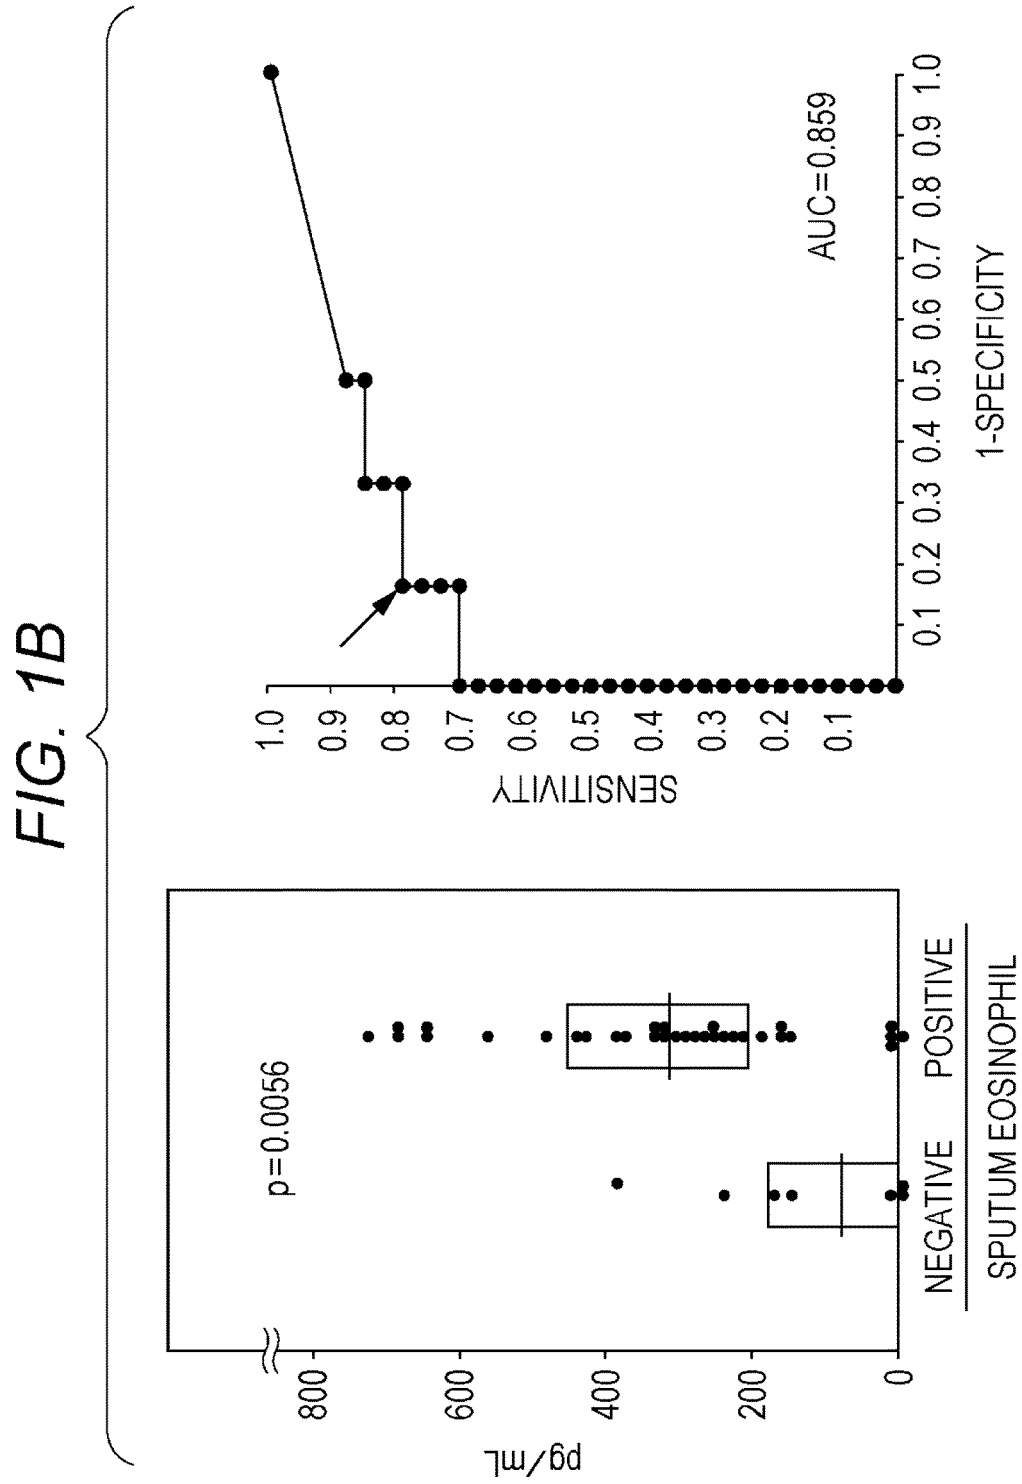 FIG. 1B
pg/mL
800
600
400
200
0
p=0.0056
NEGATIVE POSITIVE
SPUTUM EOSINOPHIL
SENSITIVITY
1.0
0.9
0.8
0.7
0.6
0.5
0.4
0.3
0.2
0.1
AUC=0.859
0.1 0.2 0.3 0.4 0.5 0.6 0.7 0.8 0.9 1.0
1-SPECIFICITY